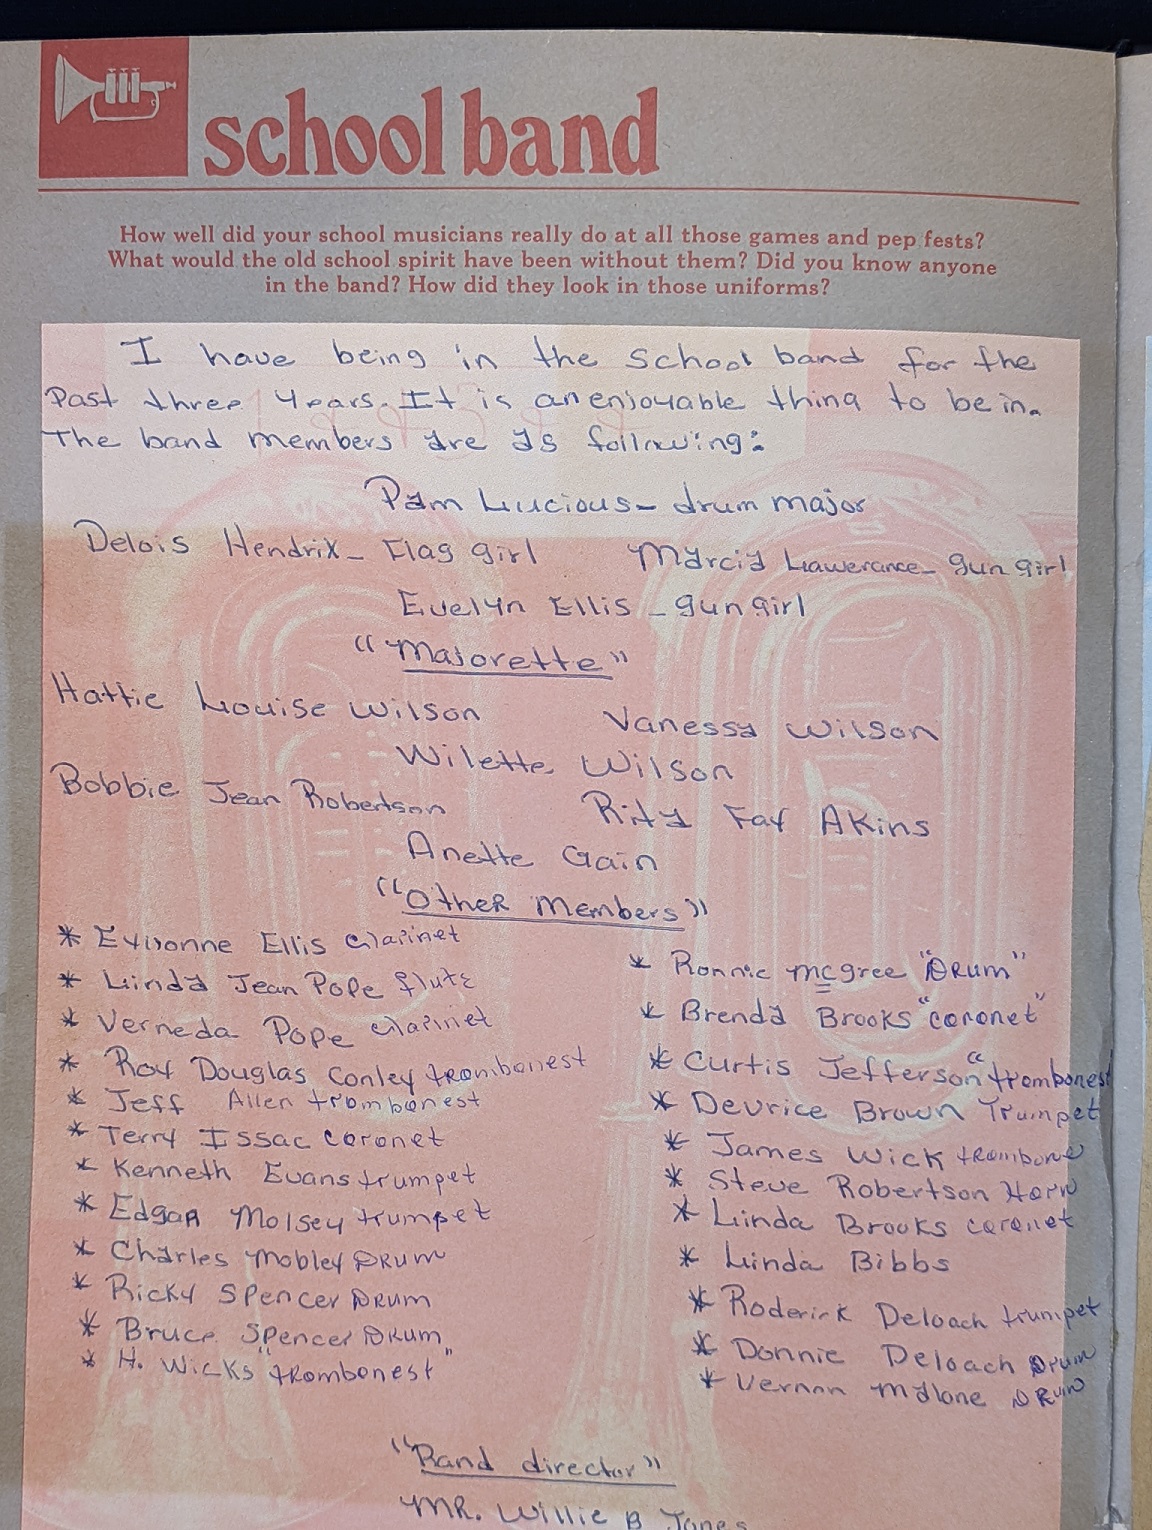 school band
How well did your school musicians really do at all those games and pep fests?
What would the old school spirit have been without them? Did you know anyone
in the band? How did they look in those uniforms?
I have being in the school band for the
Past three years. It is an enjoyable thing to be in.
The band members are as following:
Pam Lucious - drum major
Delois Hendrix - Flag girl
Marcia Lawerance - gun girl
Evelyn Ellis - gun girl
"Majorette"
Hattie Louise Wilson
Vanessa Wilson
Wilette Wilson
Bobbie Jean Robertson
Rita Fay Akins
Anette Gain
"Other Members"
* Evvonne Ellis Clarinet
* Linda Jean Pope flute
* Verneda Pope clarinet
* Roy Douglas Conley trombonest
* Jeff Allen trombonest
* Terry Issac coronet
* Kenneth Evans trumpet
* Edgar Molsey trumpet
* Charles Mobley Drum
* Ricky Spencer Drum
* Bruce Spencer Drum
* H. Wicks "trombonest"
* Ronnie Mcgree "Drum"
* Brenda Brooks "coronet"
* Curtis Jefferson "trombonest
* Devrice Brown Trumpet
* James Wick trombone
* Steve Robertson Horn
* Linda Brooks coronet
* Linda Bibbs
* Roderick Deloach trumpet
* Donnie Deloach Drum
* Vernon Malone Drum
"Band director"
MR. Willie B Jones